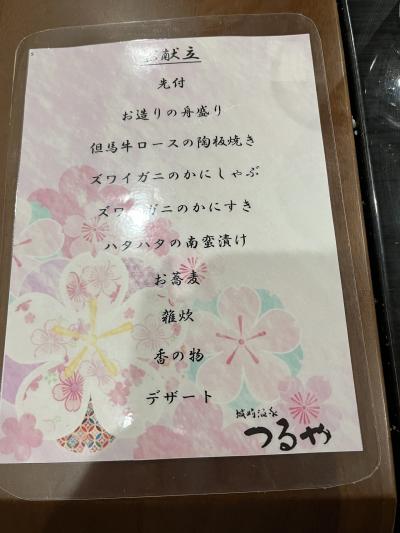 お献立
先付
お造りの舟盛り
但馬牛ロースの陶板焼き
ズワイガニのかにしゃぶ
ズワイガニのかにすき
ハタハタの南蛮漬け
お蕎麦
雑炊
香の物
デザート
城崎温泉
つるや